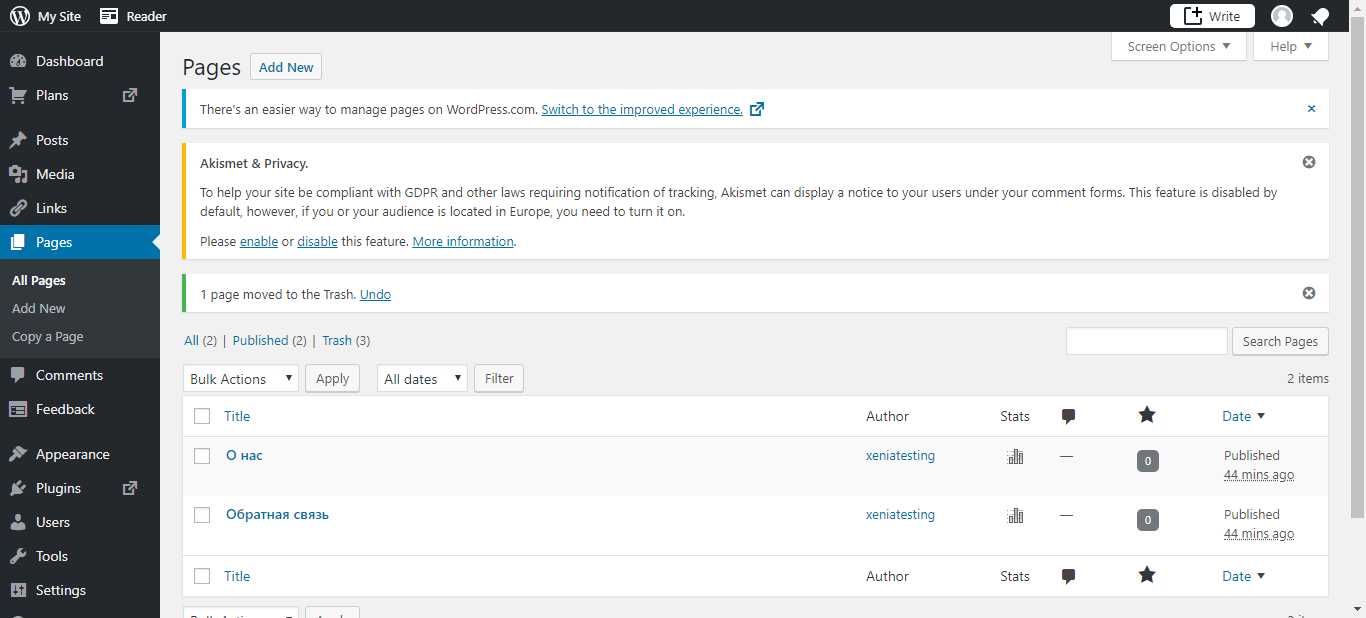 My Site
Reader
Write
Screen Options
Help
Dashboard
Plans
Posts
Media
Links
Pages
All Pages
Add New
Copy a Page
Comments
Feedback
Appearance
Plugins
Users
Tools
Settings
Pages
Add New
There's an easier way to manage pages on WordPress.com. Switch to the improved experience.
Akismet & Privacy.
To help your site be compliant with GDPR and other laws requiring notification of tracking, Akismet can display a notice to your users under your comment forms. This feature is disabled by
default, however, if you or your audience is located in Europe, you need to turn it on.
Please enable or disable this feature. More information.
1 page moved to the Trash. Undo
All (2) | Published (2) | Trash (3)
Search Pages
Bulk Actions
Apply
All dates
Filter
2 items
Title Author Stats Date
О нас xeniatesting — 0 Published
44 mins ago
Обратная связь xeniatesting — 0 Published
44 mins ago
Title Author Stats Date